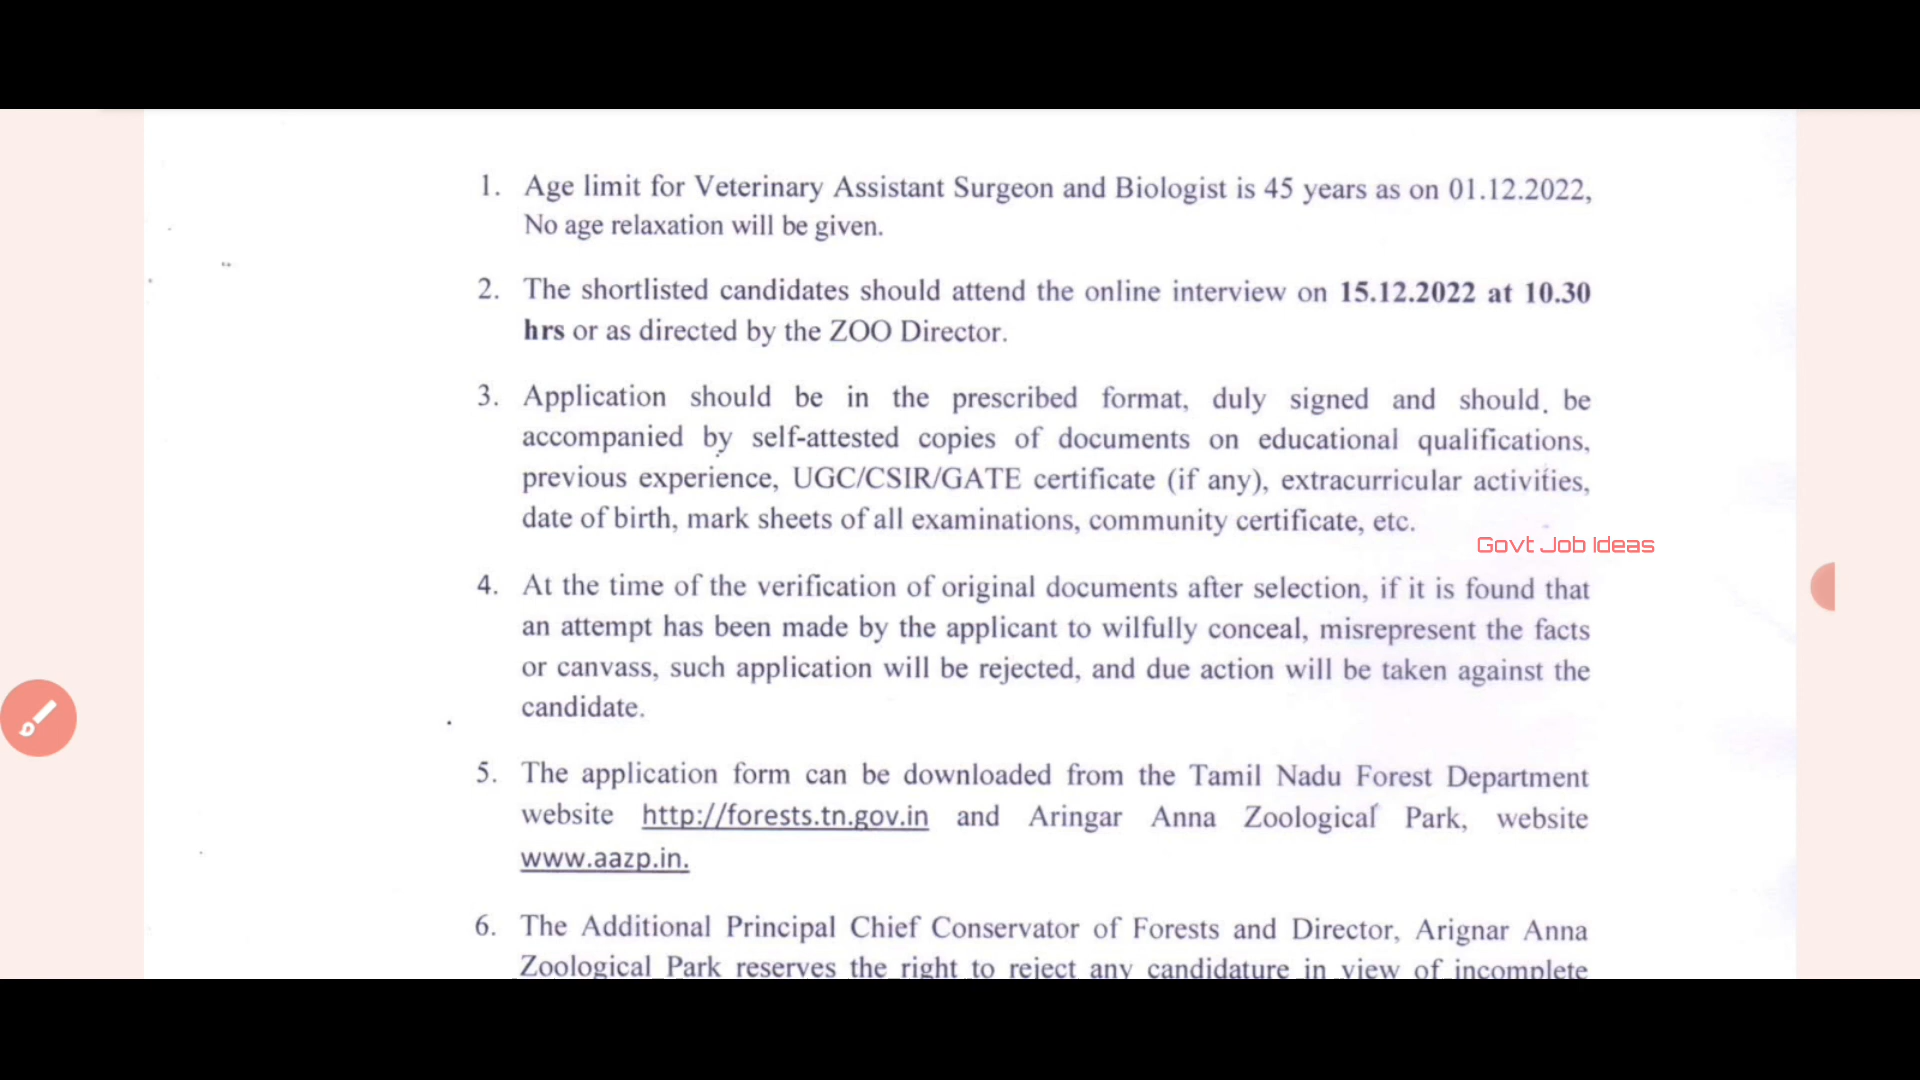 1. Age limit for Veterinary Assistant Surgeon and Biologist is 45 years as on 01.12.2022,
No age relaxation will be given.
2. The shortlisted candidates should attend the online interview on 15.12.2022 at 10.30
hrs or as directed by the ZOO Director.
3. Application should be in the prescribed format, duly signed and should be
accompanied by self-attested copies of documents on educational qualifications,
previous experience, UGC/CSIR/GATE certificate (if any), extracurricular activities,
date of birth, mark sheets of all examinations, community certificate, etc.
Govt Job Ideas
4. At the time of the verification of original documents after selection, if it is found that
an attempt has been made by the applicant to wilfully conceal, misrepresent the facts
or canvass, such application will be rejected, and due action will be taken against the
candidate.
5. The application form can be downloaded from the Tamil Nadu Forest Department
website http://forests.tn.gov.in and Aringar Anna Zoological Park, website
www.aazp.in.
6. The Additional Principal Chief Conservator of Forests and Director, Arignar Anna
Zoological Park reserves the right to reject any candidature in view of incomplete